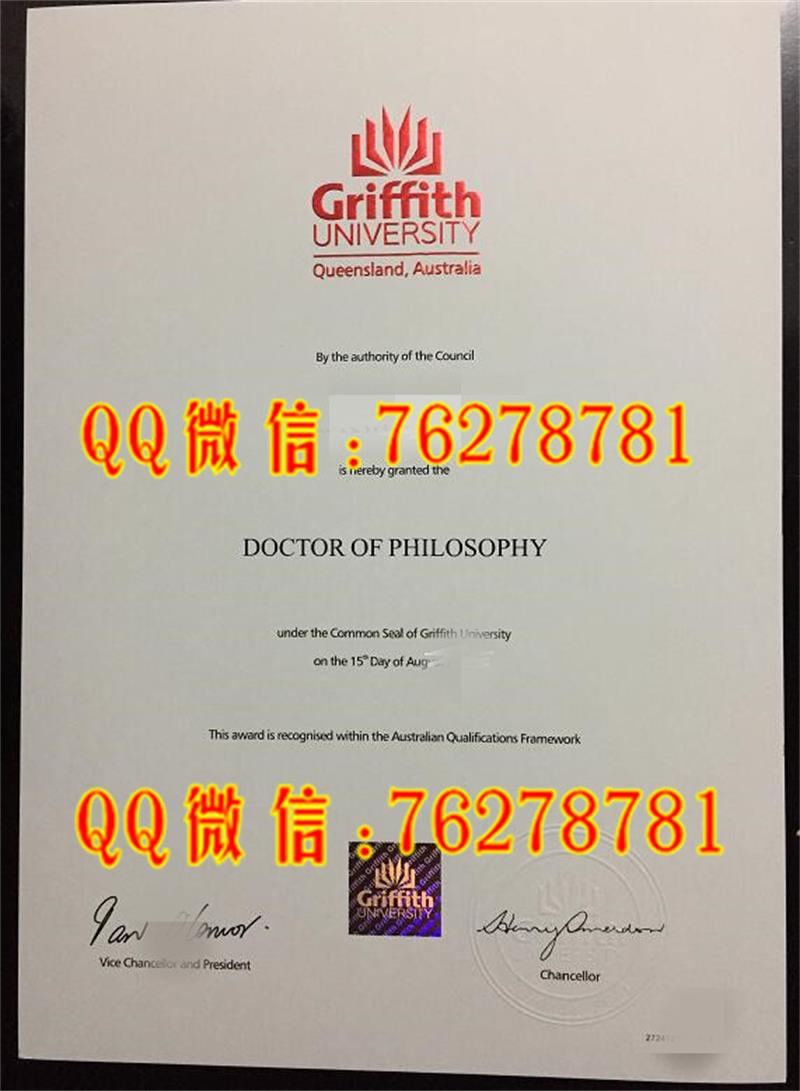 Griffith
UNIVERSITY
Queensland, Australia
By the authority of the Council
QQ微信:76278781
is hereby granted the
DOCTOR OF PHILOSOPHY
under the Common Seal of Griffith University
on the 15th Day of
This award is recognised within the Australian Qualifications Framework
QQ微信:76278781
Griffith
UNIVERSITY
Vice Chancellor and President
Chancellor